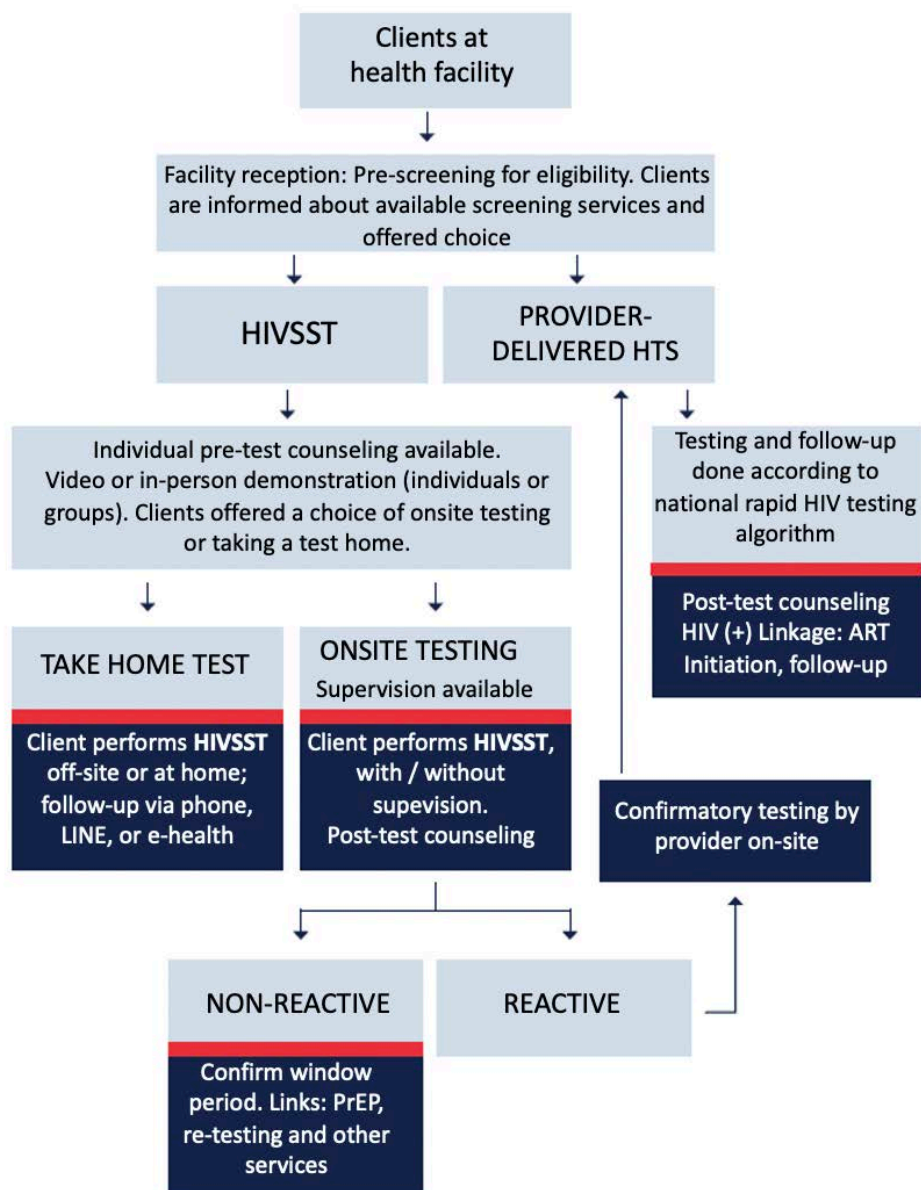 Clients at
health facility
Facility reception: Pre-screening for eligibility. Clients
are informed about available screening services and
offered choice
HIVSST
PROVIDER-
DELIVERED HTS
Individual pre-test counseling available.
Video or in-person demonstration (individuals or
groups). Clients offered a choice of onsite testing
or taking a test home.
Testing and follow-up
done according to
national rapid HIV testing
algorithm
Post-test counseling
HIV (+) Linkage: ART
Initiation, follow-up
TAKE HOME TEST
Client performs HIVSST
off-site or at home;
follow-up via phone,
LINE, or e-health
ONSITE TESTING
Supervision available
Client performs HIVSST,
with / without
supevision.
Post-test counseling
Confirmatory testing by
provider on-site
NON-REACTIVE
Confirm window
period. Links: PrEP,
re-testing and other
services
REACTIVE